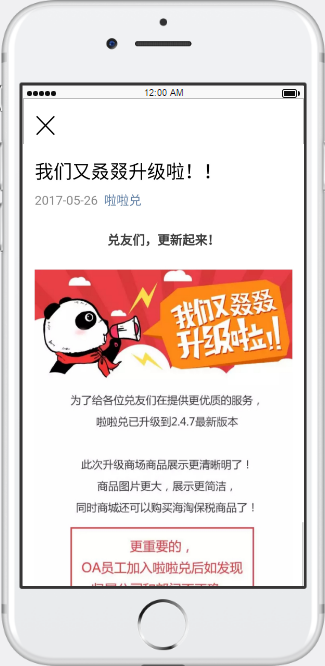 12:00 AM
我们又叒叕升级啦！！
2017-05-26 啦啦兑
兑友们，更新起来！
我们又叒叕
升级啦!!
为了给各位兑友们在提供更优质的服务，
啦啦兑已升级到2.4.7最新版本
此次升级商场商品展示更清晰明了！
商品图片更大，展示更简洁，
同时商城还可以购买海淘保税商品了！
更重要的，
OA员工加入啦啦兑后如发现